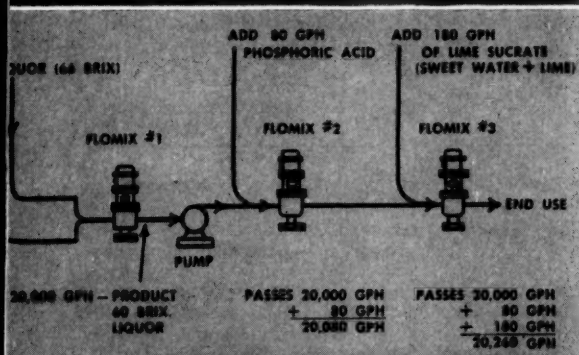 ADD 80 GPH
PHOSPHORIC ACID
ADD 180 GPH
OF LIME SUCRATE
(SWEET WATER + LIME)
QUOR (66 BRIX)
FLOMIX #1
FLOMIX #2
FLOMIX #3
END USE
PUMP
20,000 GPH – PRODUCT
60 BRIX.
LIQUOR
PASSES 20,000 GPH
+ 80 GPH
20,080 GPH
PASSES 20,000 GPH
+ 80 GPH
+ 180 GPH
20,260 GPH